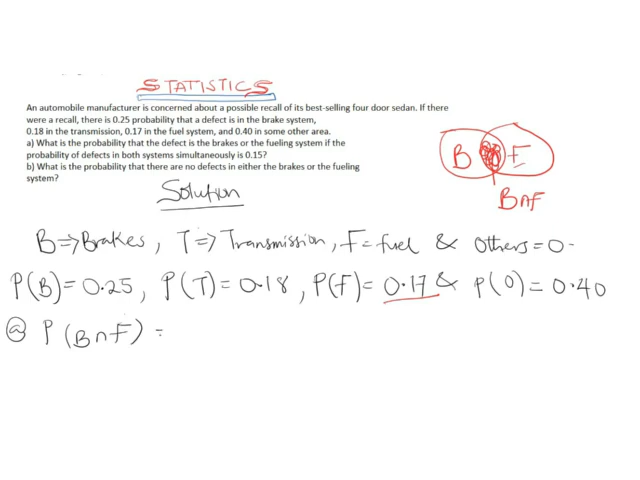 STATISTICS
An automobile manufacturer is concerned about a possible recall of its best-selling four door sedan. If there
were a recall, there is 0.25 probability that a defect is in the brake system,
0.18 in the transmission, 0.17 in the fuel system, and 0.40 in some other area.
a) What is the probability that the defect is the brakes or the fueling system if the
probability of defects in both systems simultaneously is 0.15?
b) What is the probability that there are no defects in either the brakes or the fueling
system?
B F
B∩F
Solution
B ⇒ Brakes, T ⇒ Transmission, F = fuel & Others = O
P(B) = 0.25, P(T) = 0.18, P(F) = 0.17 & P(O) = 0.40
ⓐ P(B∩F) =